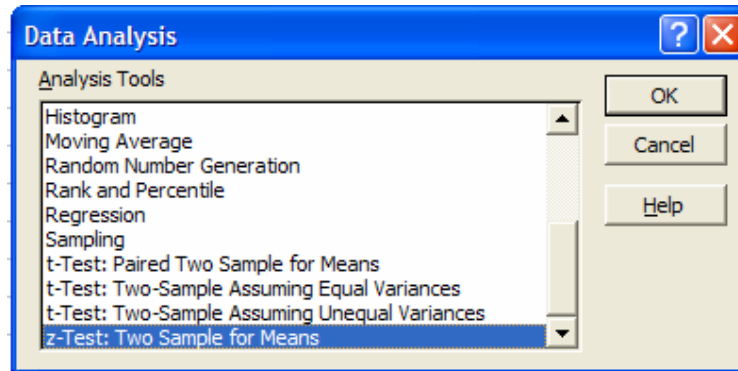 Data Analysis
?
Analysis Tools
Histogram
Moving Average
Random Number Generation
Rank and Percentile
Regression
Sampling
t-Test: Paired Two Sample for Means
t-Test: Two-Sample Assuming Equal Variances
t-Test: Two-Sample Assuming Unequal Variances
z-Test: Two Sample for Means
OK
Cancel
Help